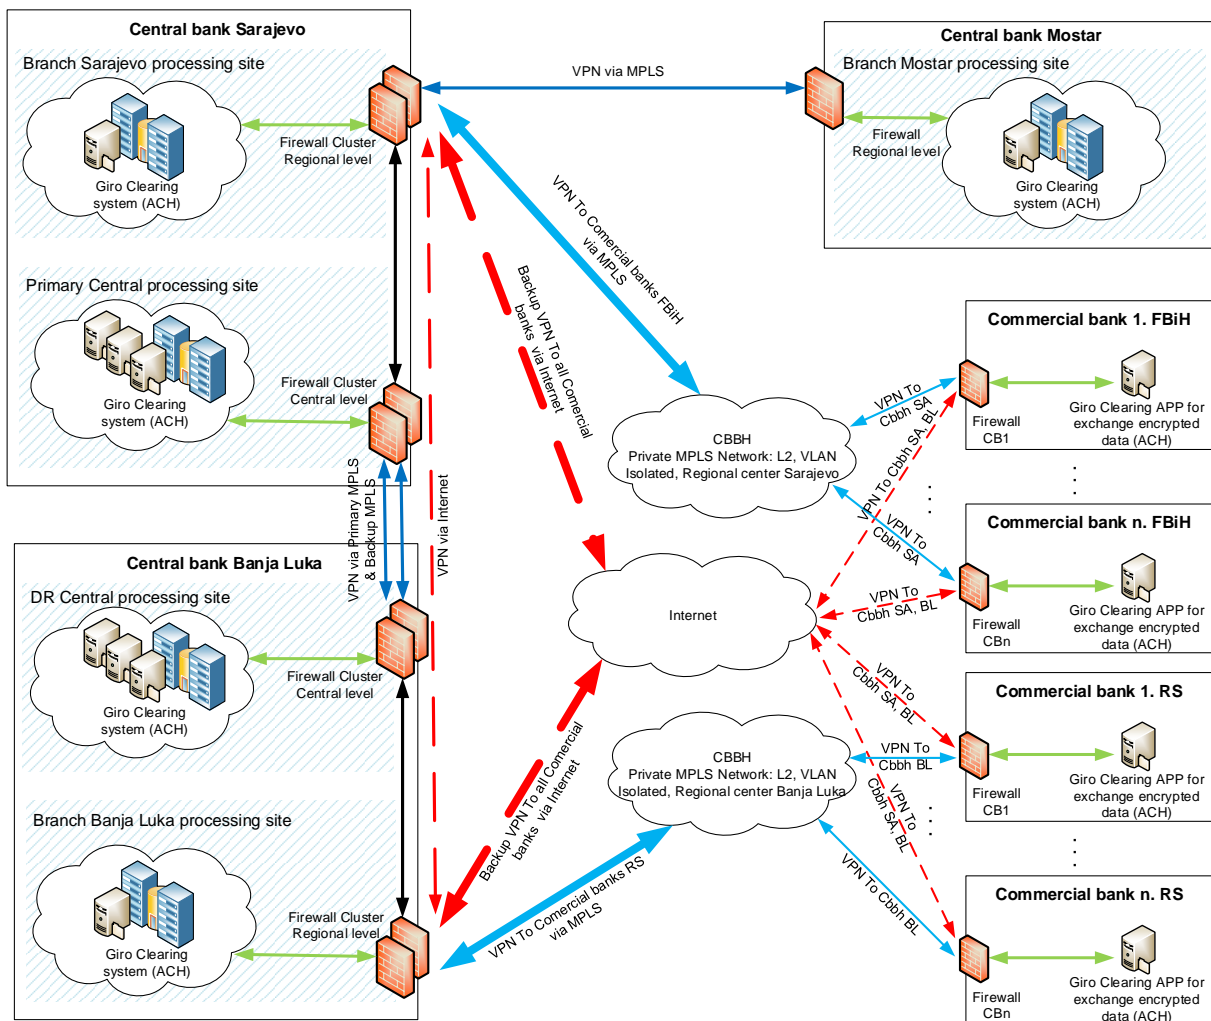 Central bank Sarajevo
Branch Sarajevo processing site
Giro Clearing
system (ACH)
Firewall Cluster
Regional level
Primary Central processing site
Giro Clearing
system (ACH)
Firewall Cluster
Central level
VPN via Primary MPLS
& Backup MPLS
VPN via Internet
Central bank Banja Luka
DR Central processing site
Giro Clearing
system (ACH)
Firewall Cluster
Central level
Branch Banja Luka processing site
Giro Clearing
system (ACH)
Firewall Cluster
Regional level
VPN via MPLS
VPN To Comercial banks FBiH
via MPLS
Backup VPN To all Comercial
banks via Internet
CBBH
Private MPLS Network: L2, VLAN
Isolated, Regional center Sarajevo
Internet
Backup VPN To all Comercial
banks via Internet
CBBH
Private MPLS Network: L2, VLAN
Isolated, Regional center Banja Luka
VPN To Comercial banks RS
via MPLS
Central bank Mostar
Branch Mostar processing site
Firewall
Regional level
Giro Clearing
system (ACH)
VPN To
Cbbh SA
VPN To Cbbh SA, BL
VPN To
Cbbh SA
VPN To
Cbbh SA, BL
VPN To
Cbbh SA, BL
VPN To
Cbbh BL
VPN To
Cbbh SA, BL
VPN To Cbbh BL
Commercial bank 1. FBiH
Firewall
CB1
Giro Clearing APP for
exchange encrypted
data (ACH)
Commercial bank n. FBiH
Firewall
CBn
Giro Clearing APP for
exchange encrypted
data (ACH)
Commercial bank 1. RS
Firewall
CB1
Giro Clearing APP for
exchange encrypted
data (ACH)
Commercial bank n. RS
Firewall
CBn
Giro Clearing APP for
exchange encrypted
data (ACH)